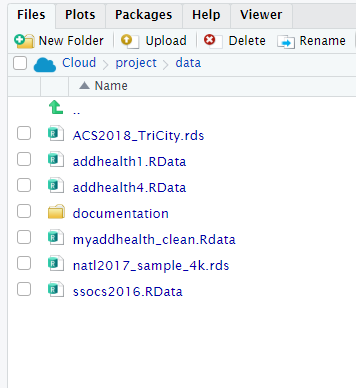 Files Plots Packages Help Viewer
New Folder Upload Delete Rename
Cloud project data
Name
..
ACS2018_TriCity.rds
addhealth1.RData
addhealth4.RData
documentation
myaddhealth_clean.Rdata
natl2017_sample_4k.rds
ssocs2016.RData